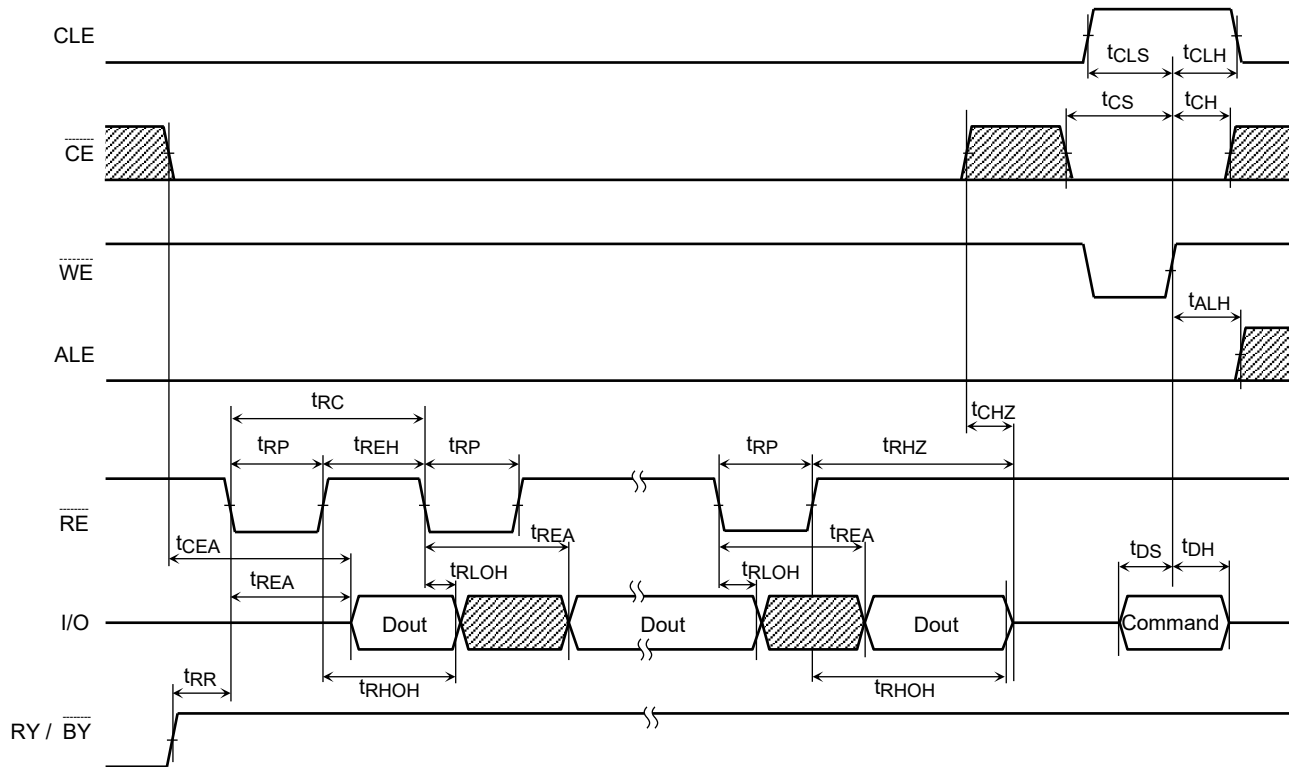 CLE
tCLS tCLH
tCS tCH
CE
WE
tALH
ALE
tRC
tCHZ
tRP tREH tRP tRP tRHZ
RE
tCEA tREA tREA
tDS tDH
tREA tRLOH tRLOH
I/O Dout Dout Dout Command
tRR tRHOH tRHOH
RY / BY